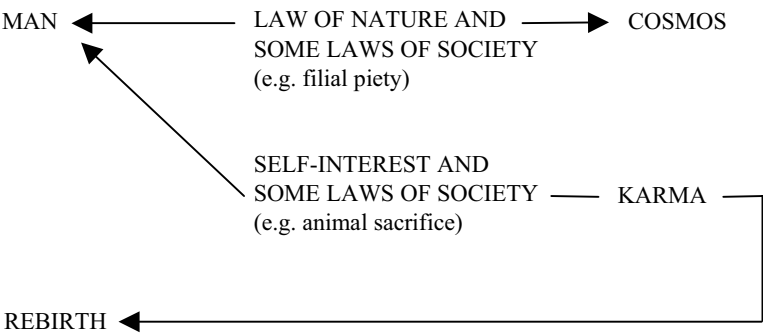 MAN LAW OF NATURE AND COSMOS
SOME LAWS OF SOCIETY
(e.g. filial piety)
SELF-INTEREST AND
SOME LAWS OF SOCIETY KARMA
(e.g. animal sacrifice)
REBIRTH